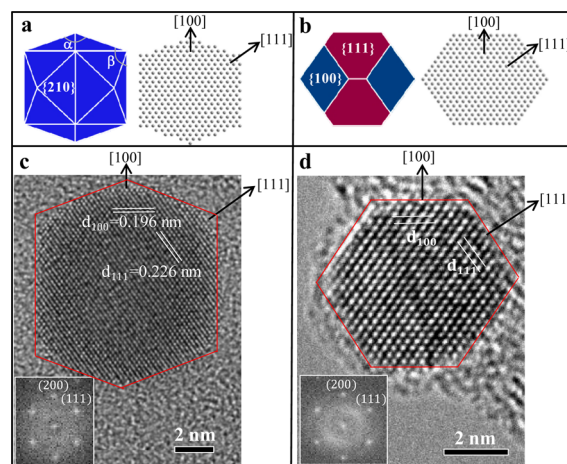 a
α
β
{210}
[100]
[111]
b
{111}
{100}
[100]
[111]
c
[100]
[111]
d100=0.196 nm
d111=0.226 nm
(200)
(111)
2 nm
d
[100]
[111]
d100
d111
(200)
(111)
2 nm